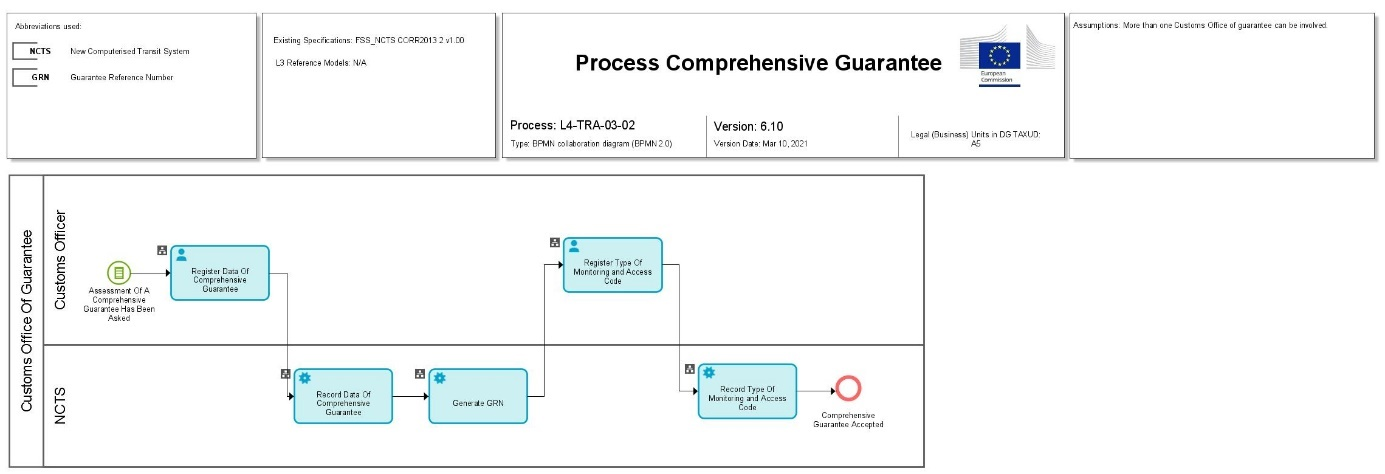 Abbreviations used:
NCTS New Computerised Transit System
GRN Guarantee Reference Number
Existing Specifications: FSS_NCTS CORR2013 2 v1.00
L3 Reference Models: N/A
Process Comprehensive Guarantee
European
Commission
Process: L4-TRA-03-02
Type: BPMN collaboration diagram (BPMN 2.0)
Version: 6.10
Version Date: Mar 10, 2021
Legal (Business) Units in DG TAXUD:
A5
Assumptions: More than one Customs Office of guarantee can be involved.
Customs Office Of Guarantee
Customs Officer
Assessment Of A
Comprehensive
Guarantee Has Been
Asked
Register Data Of
Comprehensive
Guarantee
Register Type Of
Monitoring and Access
Code
NCTS
Record Data Of
Comprehensive
Guarantee
Generate GRN
Record Type Of
Monitoring and Access
Code
Comprehensive
Guarantee Accepted